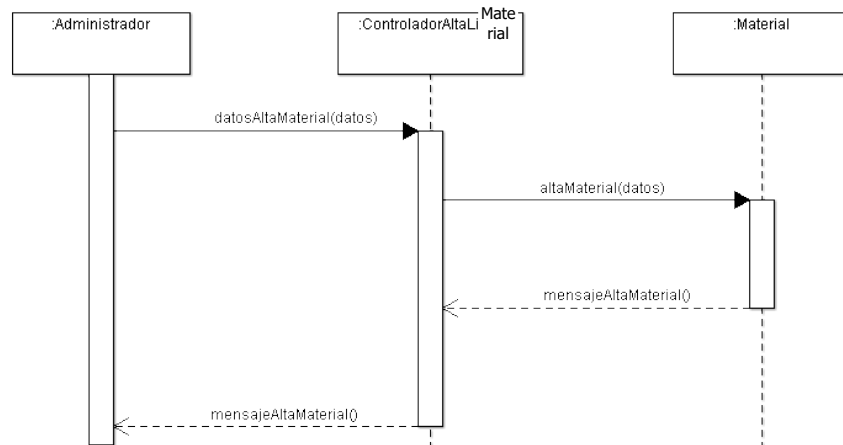 :Administrador
:ControladorAltaLi
Mate
rial
:Material
datosAltaMaterial(datos)
altaMaterial(datos)
mensajeAltaMaterial()
mensajeAltaMaterial()